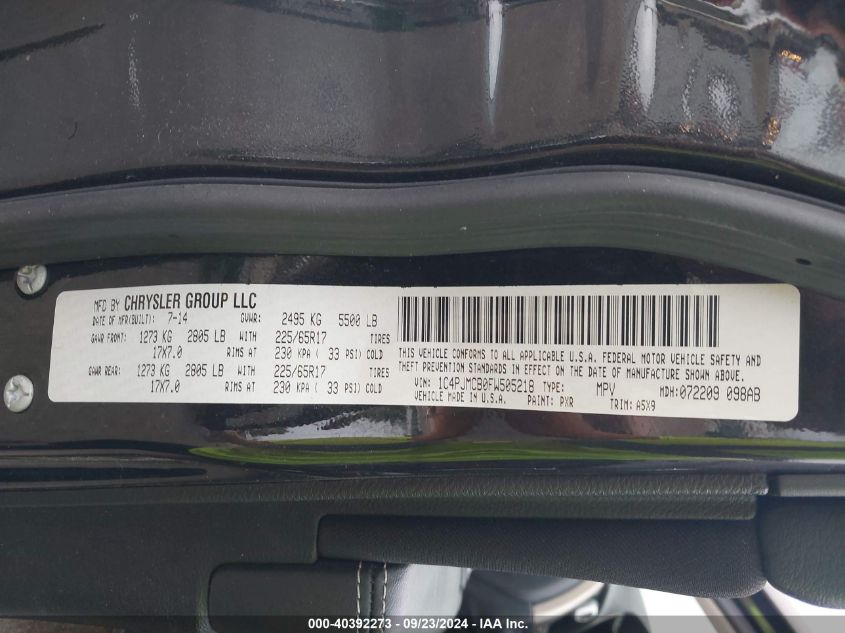 MFD BY CHRYSLER GROUP LLC
DATE OF MFR(BUILT): 7-14 GVWR: 2495 KG 5500 LB
GAWR FRONT: 1273 KG 2805 LB WITH 225/65R17 TIRES
17X7.0 RIMS AT 230 KPA ( 33 PSI) COLD
GAWR REAR: 1273 KG 2805 LB WITH 225/65R17 TIRES
17X7.0 RIMS AT 230 KPA ( 33 PSI) COLD
THIS VEHICLE CONFORMS TO ALL APPLICABLE U.S.A. FEDERAL MOTOR VEHICLE SAFETY AND
THEFT PREVENTION STANDARDS IN EFFECT ON THE DATE OF MANUFACTURE SHOWN ABOVE.
VIN: 1C4PJMCB0FW505218 TYPE: MPV MDH:072209 098AB
VEHICLE MADE IN U.S.A. PAINT: PXR TRIM: A5X9
000-40392273 - 09/23/2024 - © IAA Holdings, LLC